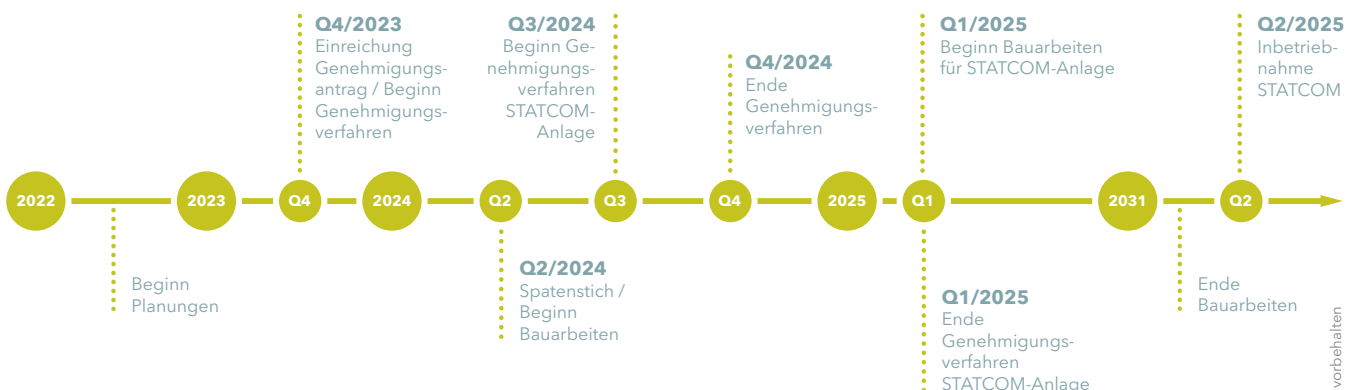 Q4/2023
Einreichung
Genehmigungs-
antrag / Beginn
Genehmigungs-
verfahren
Q3/2024
Beginn Ge-
nehmigungs-
verfahren
STATCOM-
Anlage
Q4/2024
Ende
Genehmigungs-
verfahren
Q1/2025
Beginn Bauarbeiten
für STATCOM-Anlage
Q2/2025
Inbetrieb-
nahme
STATCOM
2022
2023
Q4
2024
Q2
Q3
Q4
2025
Q1
2031
Q2
Beginn
Planungen
Q2/2024
Spatenstich /
Beginn
Bauarbeiten
Q1/2025
Ende
Genehmigungs-
verfahren
STATCOM-Anlage
Ende
Bauarbeiten
vorbehalten